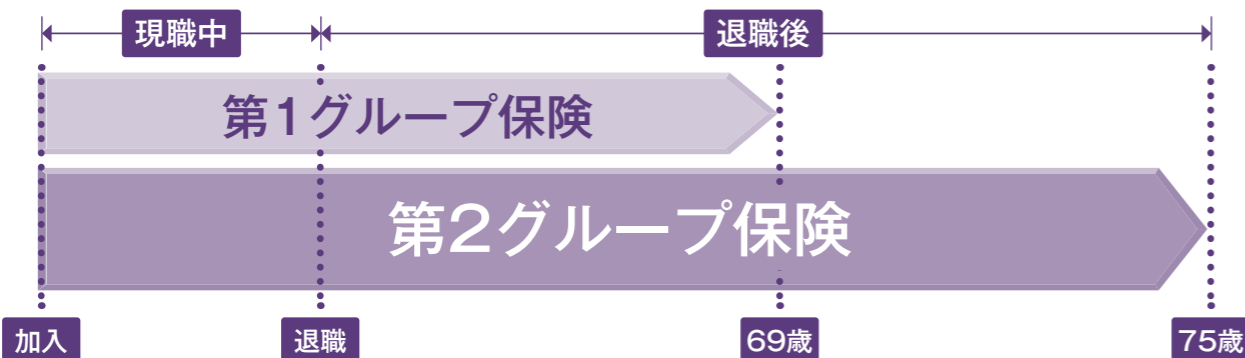 現職中
退職後
第1グループ保険
第2グループ保険
加入
退職
69歳
75歳